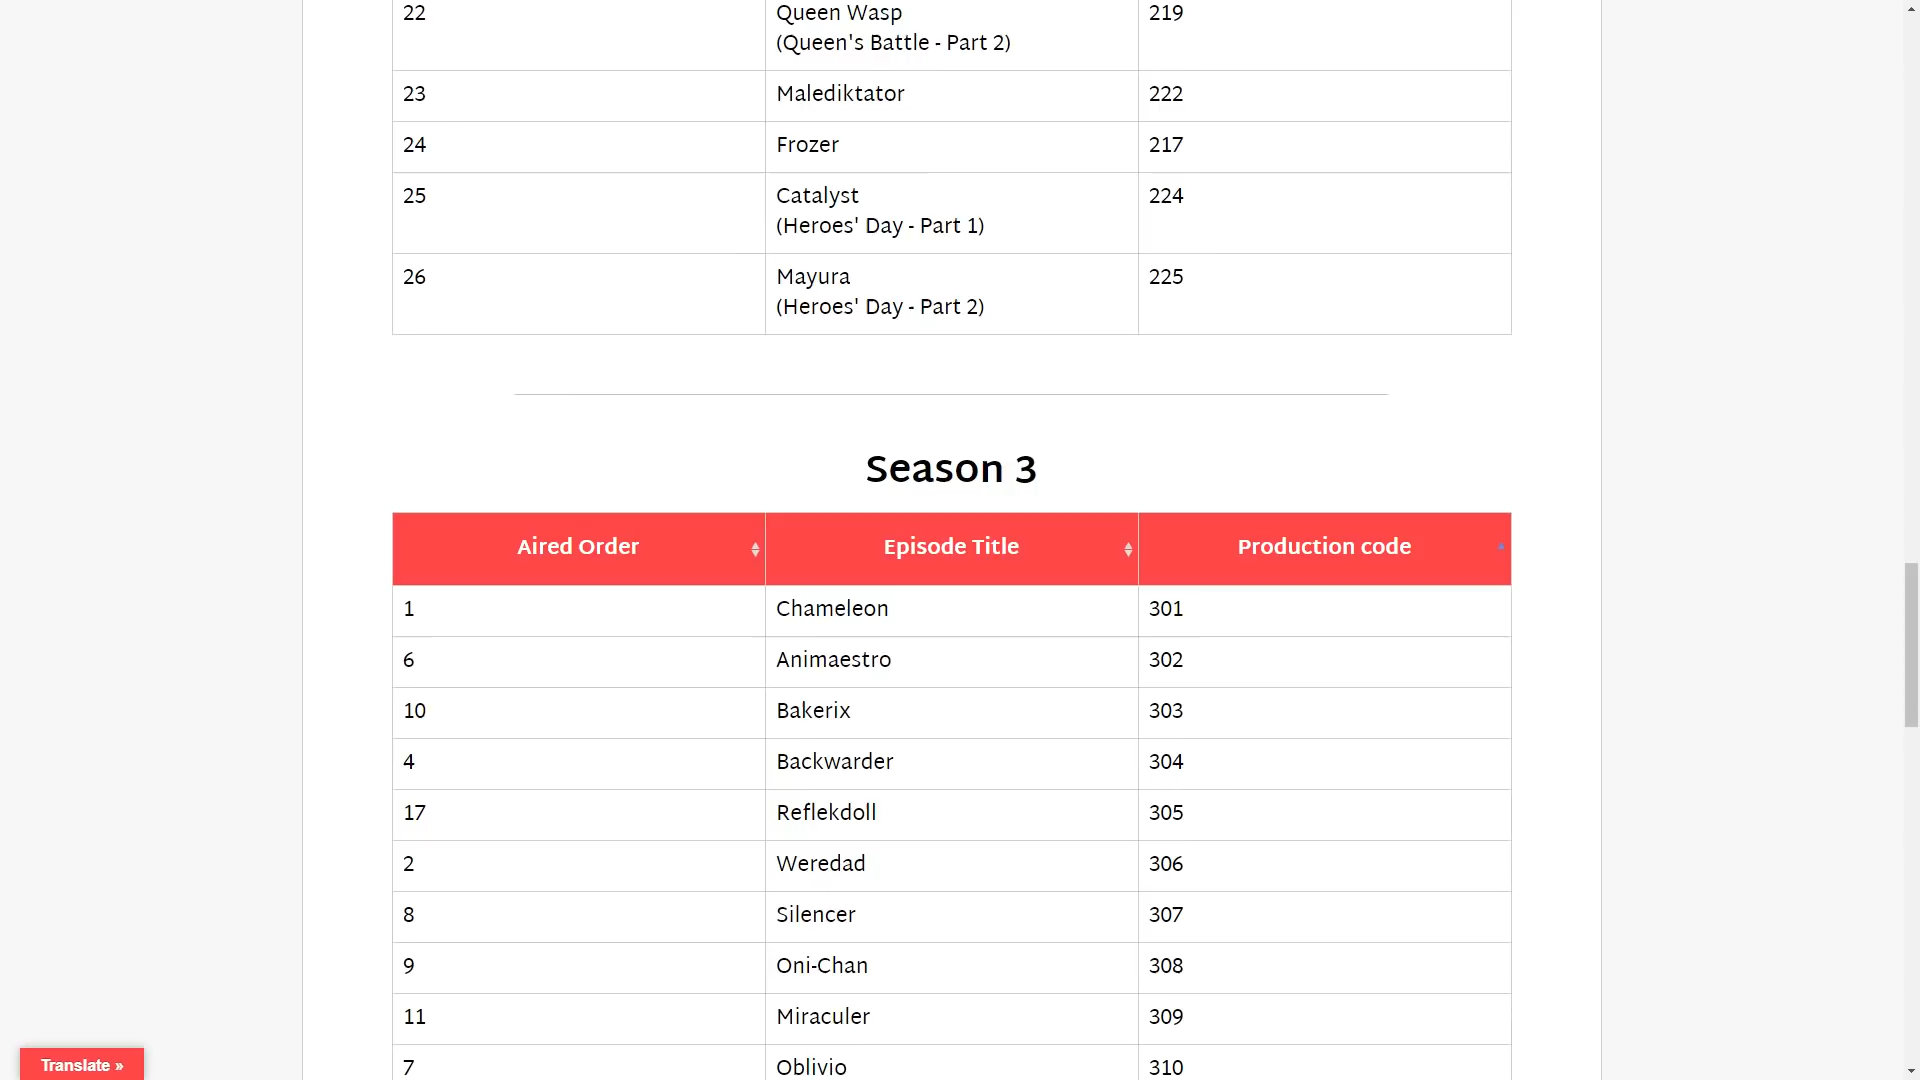 22 Queen Wasp 219
(Queen's Battle - Part 2)
23 Malediktator 222
24 Frozer 217
25 Catalyst 224
(Heroes' Day - Part 1)
26 Mayura 225
(Heroes' Day - Part 2)
Season 3
Aired Order Episode Title Production code
1 Chameleon 301
6 Animaestro 302
10 Bakerix 303
4 Backwarder 304
17 Reflekdoll 305
2 Weredad 306
8 Silencer 307
9 Oni-Chan 308
11 Miraculer 309
7 Oblivio 310
Translate »